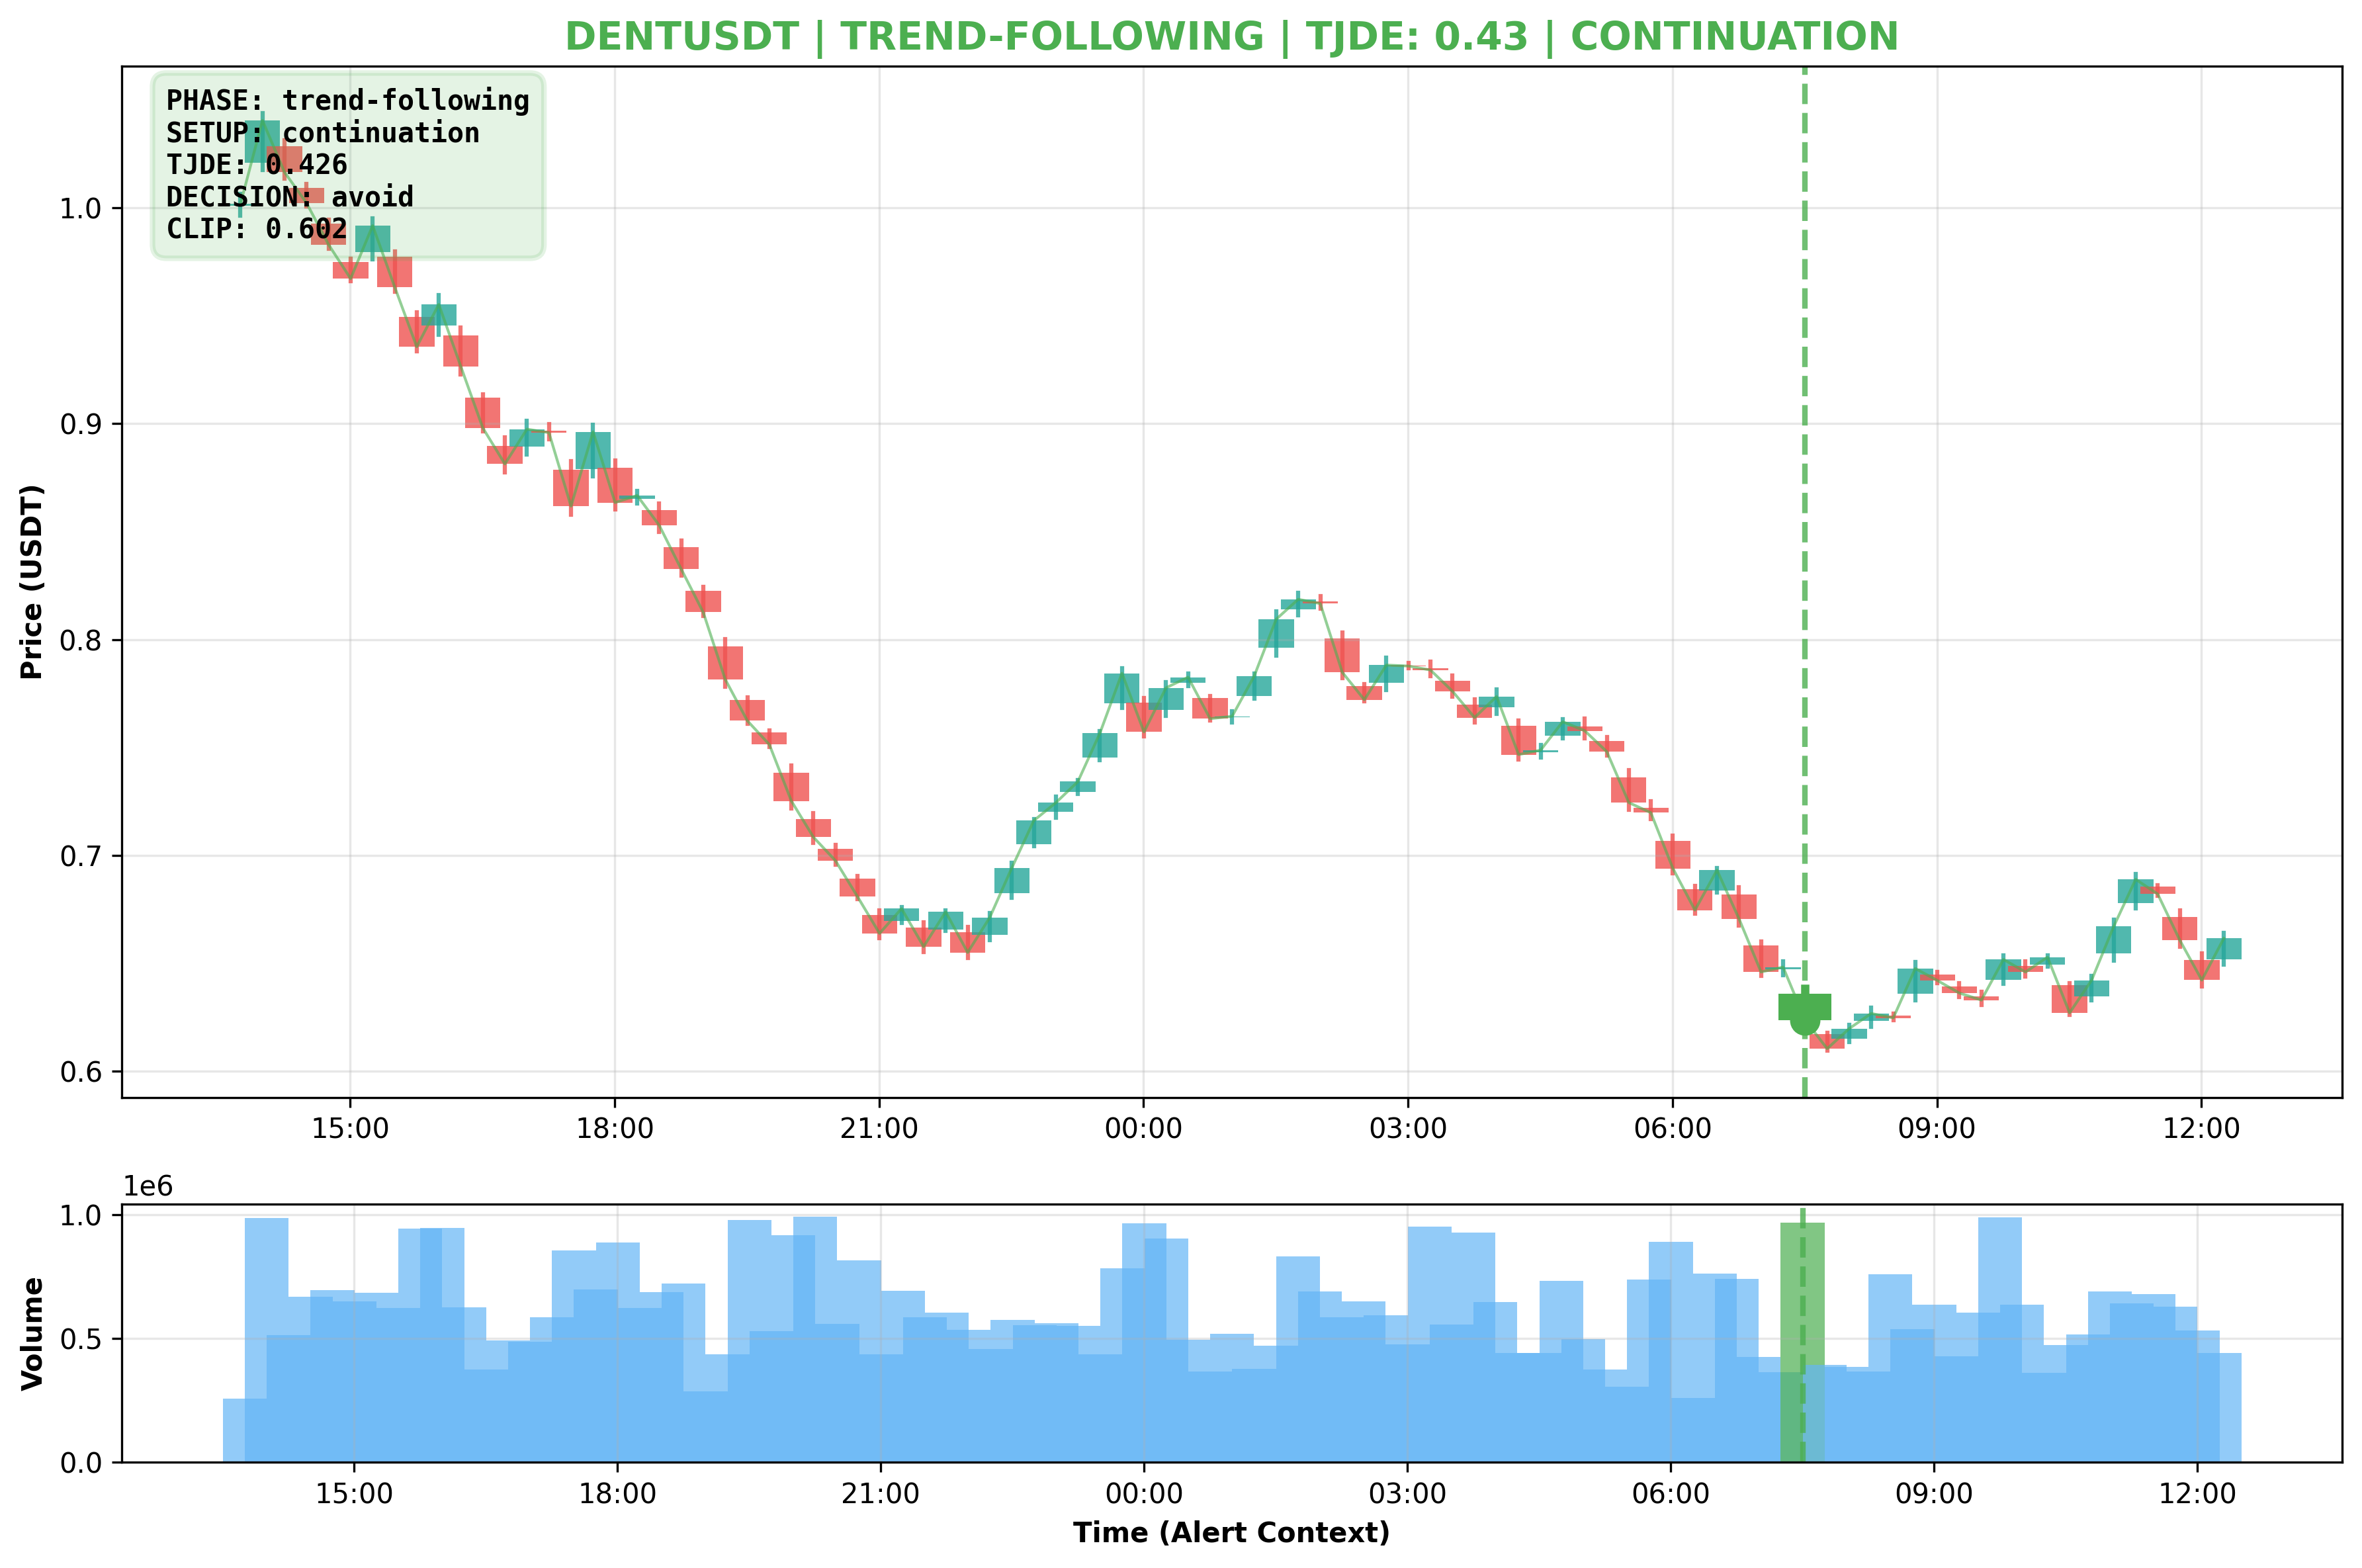 DENTUSDT | TREND-FOLLOWING | TJDE: 0.43 | CONTINUATION
PHASE: trend-following
SETUP: continuation
TJDE: 0.426
DECISION: avoid
CLIP: 0.602
Price (USDT)
1.0
0.9
0.8
0.7
0.6
15:00 18:00 21:00 00:00 03:00 06:00 09:00 12:00
1e6
Volume
1.0
0.5
0.0
15:00 18:00 21:00 00:00 03:00 06:00 09:00 12:00
Time (Alert Context)